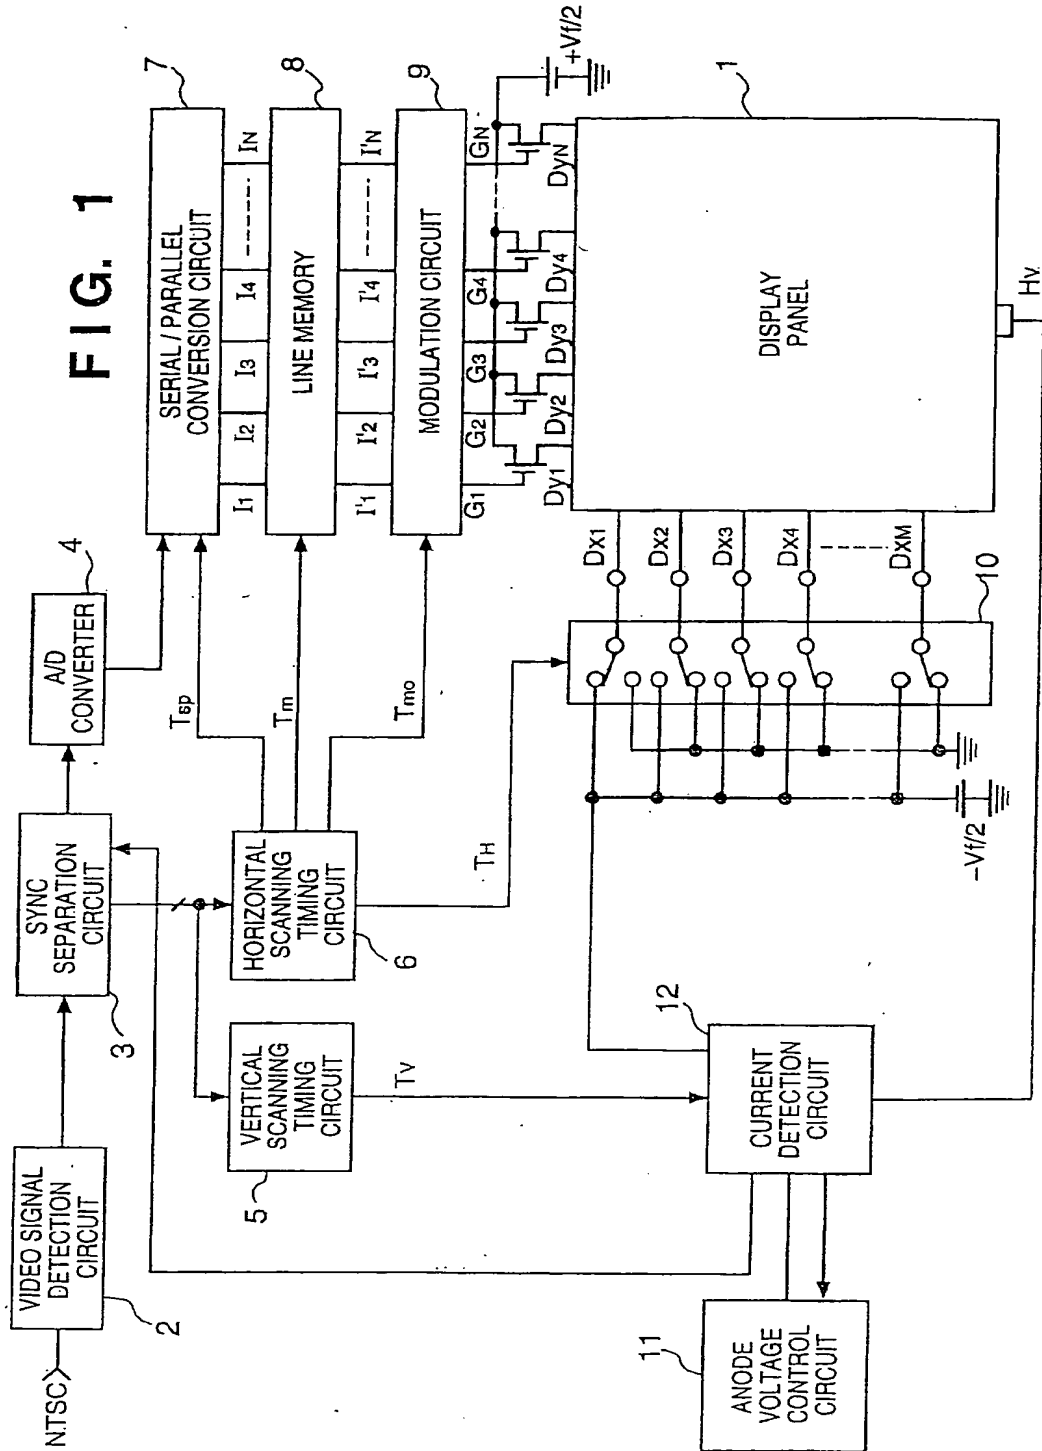 FIG. 1
N.TSC
VIDEO SIGNAL
DETECTION
CIRCUIT
2
SYNC
SEPARATION
CIRCUIT
3
A/D
CONVERTER
4
VERTICAL
SCANNING
TIMING
CIRCUIT
5
HORIZONTAL
SCANNING
TIMING
CIRCUIT
6
Tsp
Tm
Tmo
TH
TV
SERIAL / PARALLEL
CONVERSION CIRCUIT
7
I1 I2 I3 I4 IN
LINE MEMORY
8
I'1 I'2 I'3 I'4 I'N
MODULATION CIRCUIT
9
G1 G2 G3 G4 GN
+Vf/2
Dy1 Dy2 Dy3 Dy4 DyN
DISPLAY
PANEL
1
Dx1
Dx2
Dx3
Dx4
DxM
10
-Vf/2
Hv
CURRENT
DETECTION
CIRCUIT
12
ANODE
VOLTAGE
CONTROL
CIRCUIT
11